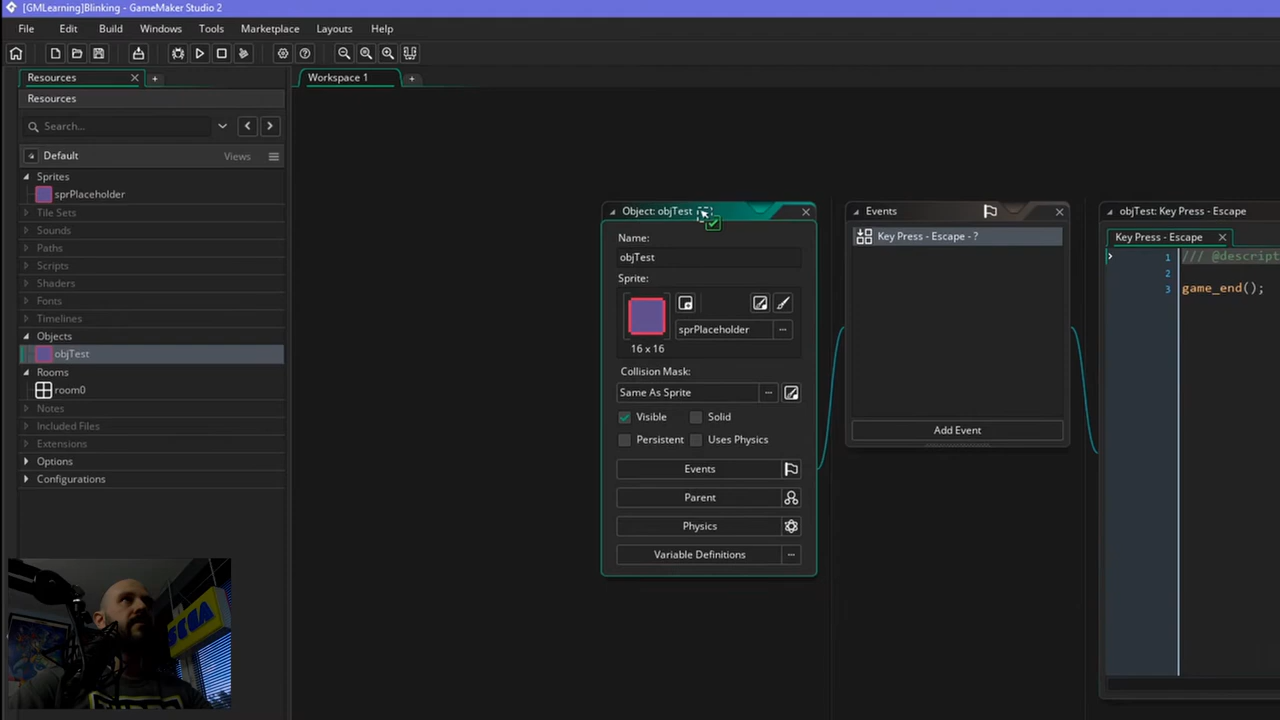 [GMLearning]Blinking - GameMaker Studio 2
File Edit Build Windows Tools Marketplace Layouts Help
Resources
Workspace 1
Resources
Search...
Default Views
Sprites
sprPlaceholder
Tile Sets
Sounds
Paths
Scripts
Shaders
Fonts
Timelines
Objects
objTest
Rooms
room0
Notes
Included Files
Extensions
Options
Configurations
Object: objTest
Name:
objTest
Sprite:
sprPlaceholder
16 x 16
Collision Mask:
Same As Sprite
Visible Solid
Persistent Uses Physics
Events
Parent
Physics
Variable Definitions
Events
Key Press - Escape - ?
Add Event
objTest: Key Press - Escape
Key Press - Escape
1 /// @descript
2
3 game_end();
SEGA